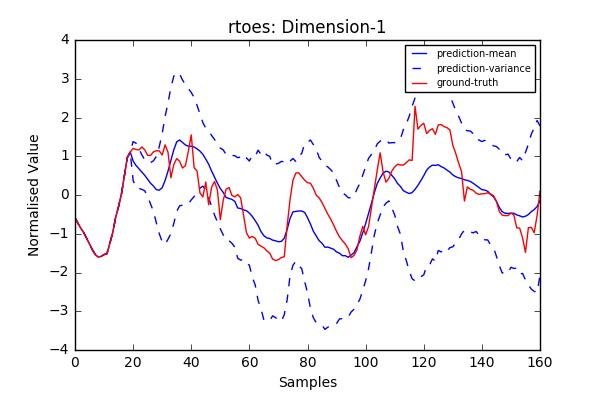 rtoes: Dimension-1
Normalised Value
4
3
2
1
0
−1
−2
−3
−4
prediction-mean
prediction-variance
ground-truth
0 20 40 60 80 100 120 140 160
Samples